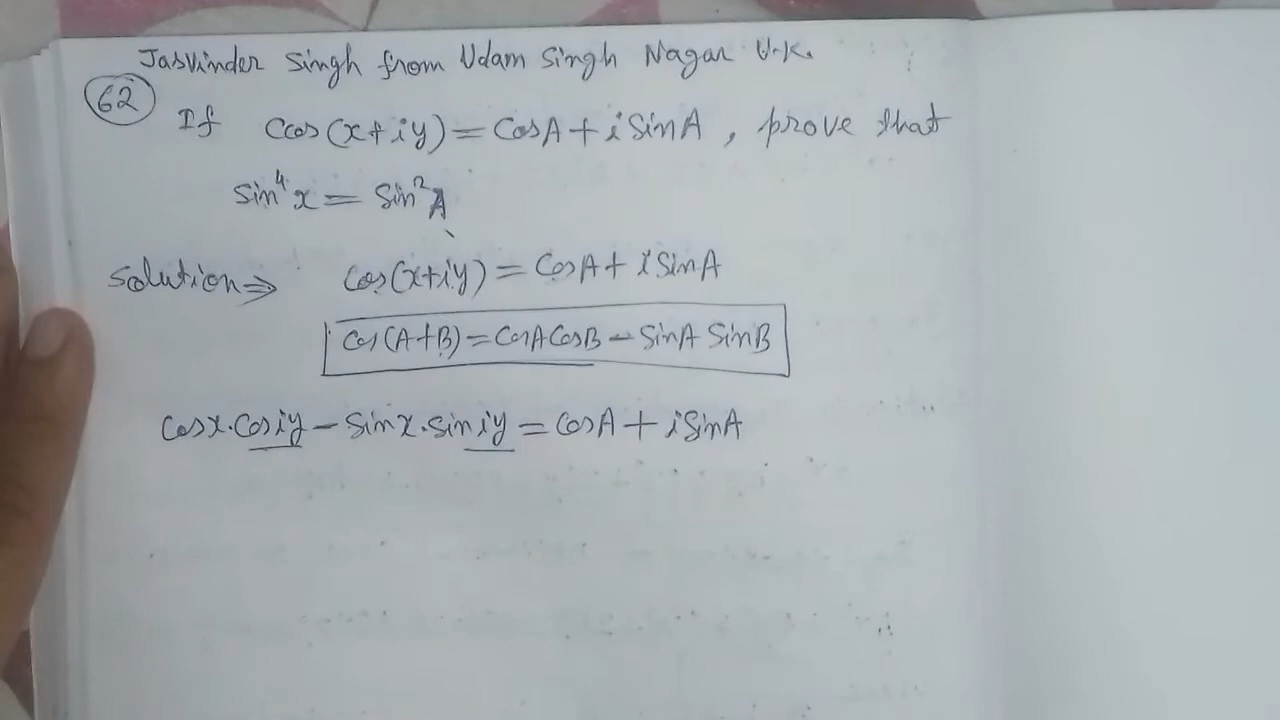 Jasvinder Singh from Udam Singh Nagar U.K.
62
If Ccos(x+iy) = CosA + i SinA, prove that
Sin⁴x = Sin²A
Solution ⇒ Cos(x+iy) = CosA + i SinA
Cos(A+B) = CosA CosB - SinA SinB
Cosx.Cosiy - Sinx.siniy = CosA + i SinA